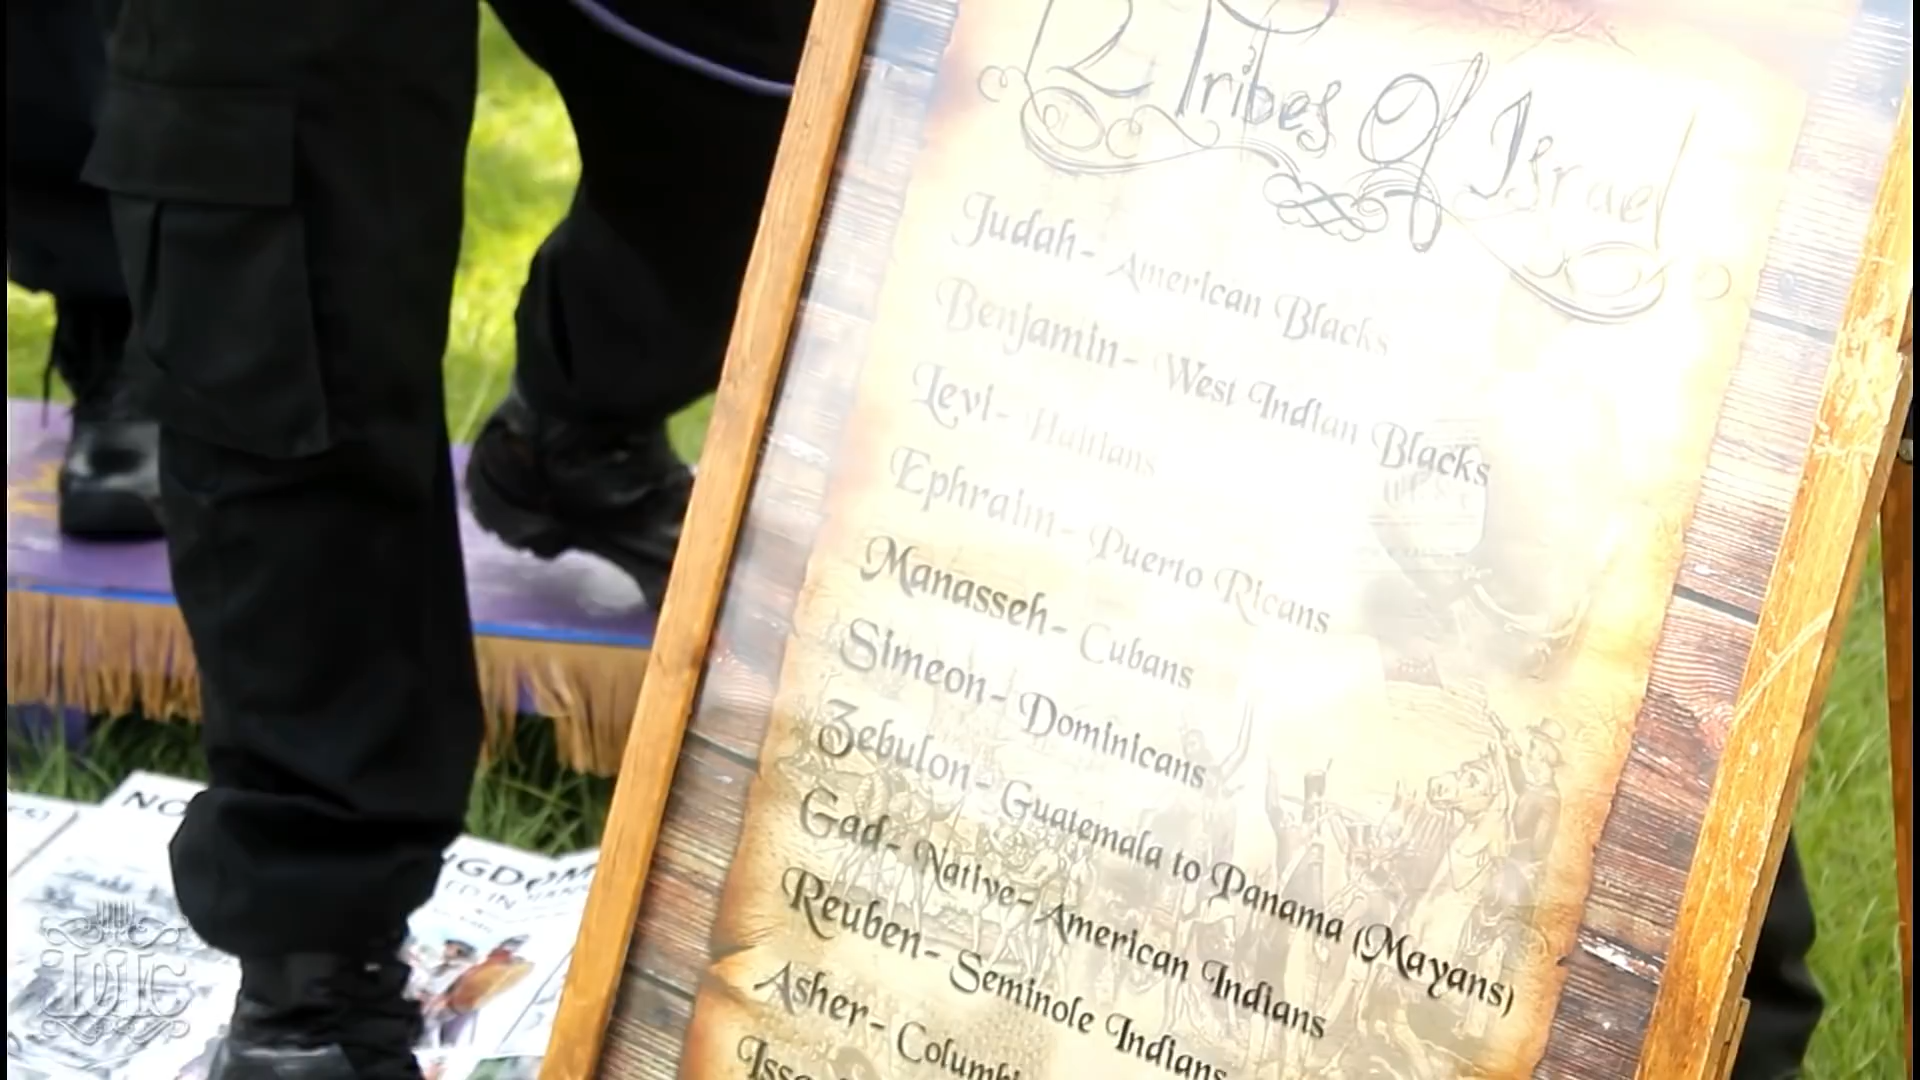 12 Tribes Of Israel
Judah- American Blacks
Benjamin- West Indian Blacks
Levi- Haitians
Ephraim- Puerto Ricans
Manasseh- Cubans
Simeon- Dominicans
Zebulon- Guatemala to Panama (Mayans)
Gad- Native-American Indians
Reuben- Seminole Indians
Asher-